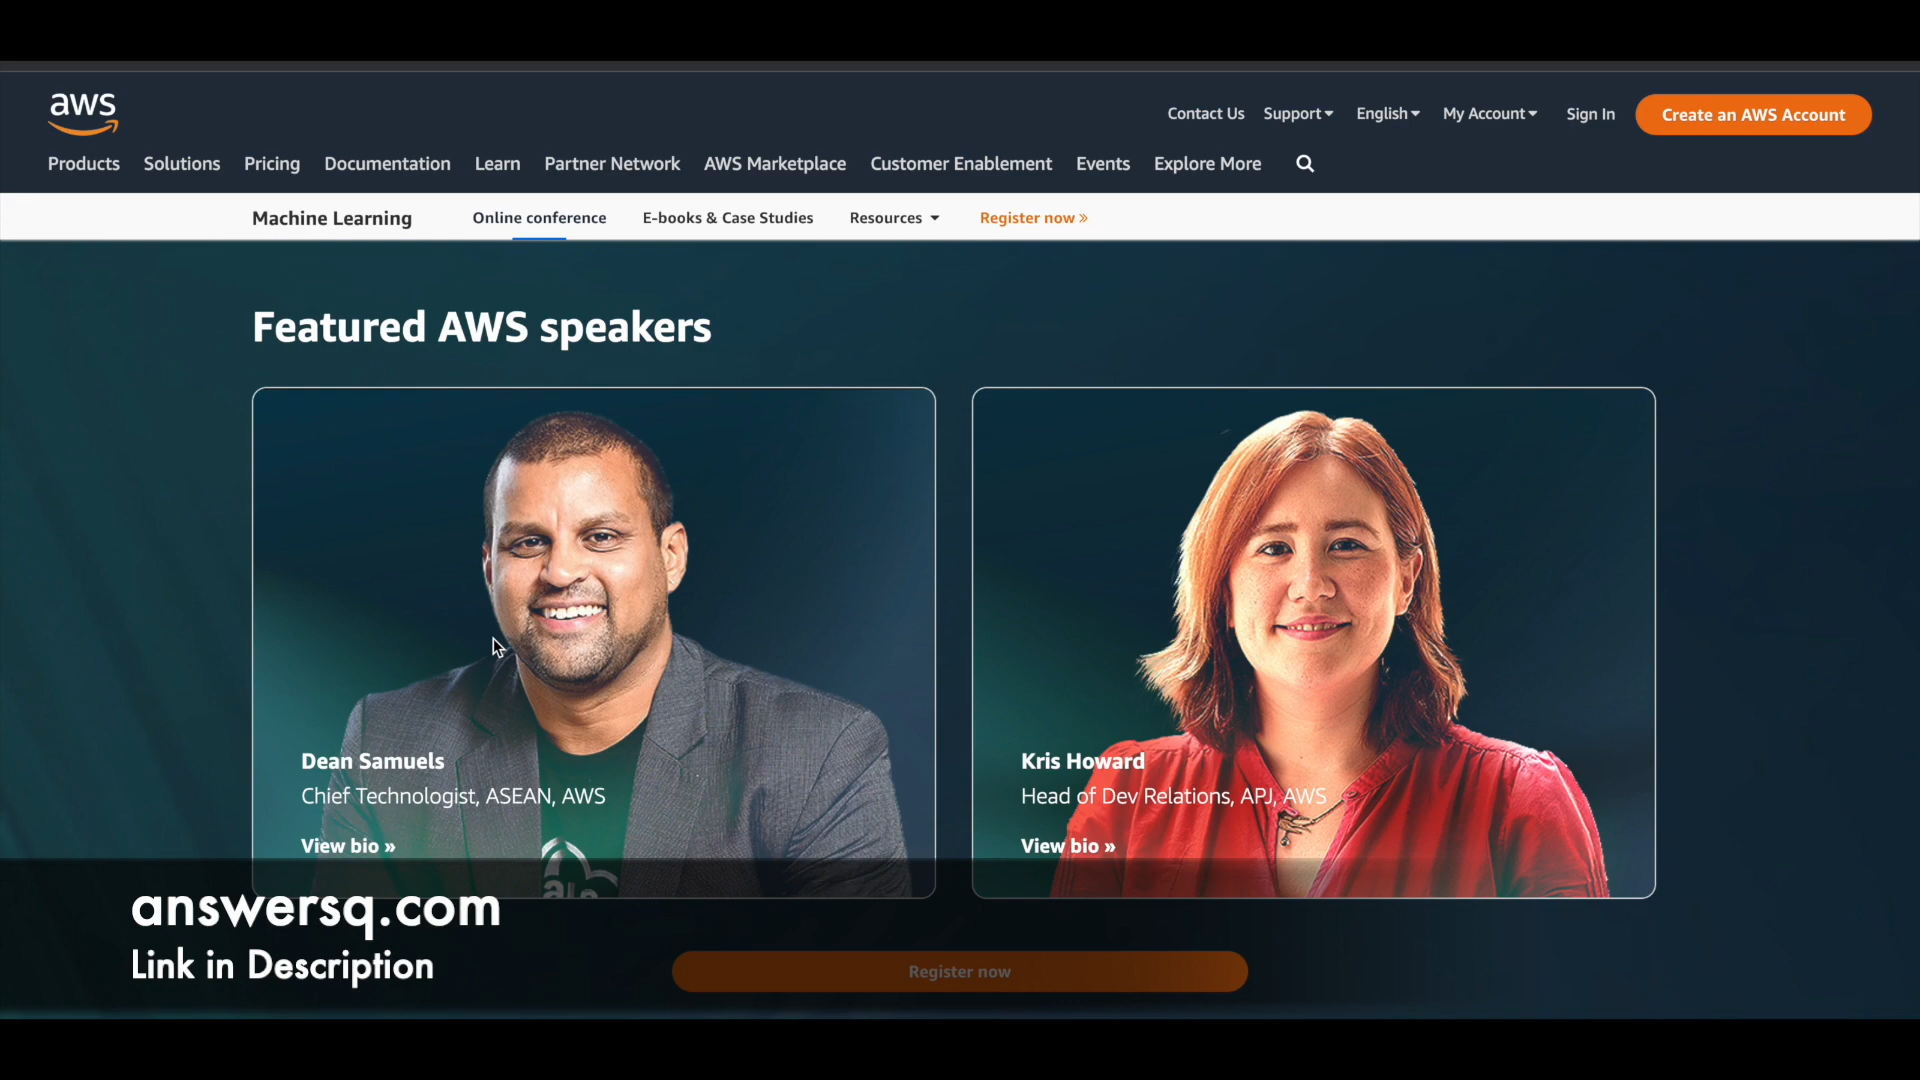 aws
Contact Us Support English My Account Sign In Create an AWS Account
Products Solutions Pricing Documentation Learn Partner Network AWS Marketplace Customer Enablement Events Explore More
Machine Learning Online conference E-books & Case Studies Resources Register now »
Featured AWS speakers
Dean Samuels
Chief Technologist, ASEAN, AWS
View bio »
Kris Howard
Head of Dev Relations, APJ, AWS
View bio »
answersq.com
Link in Description
Register now